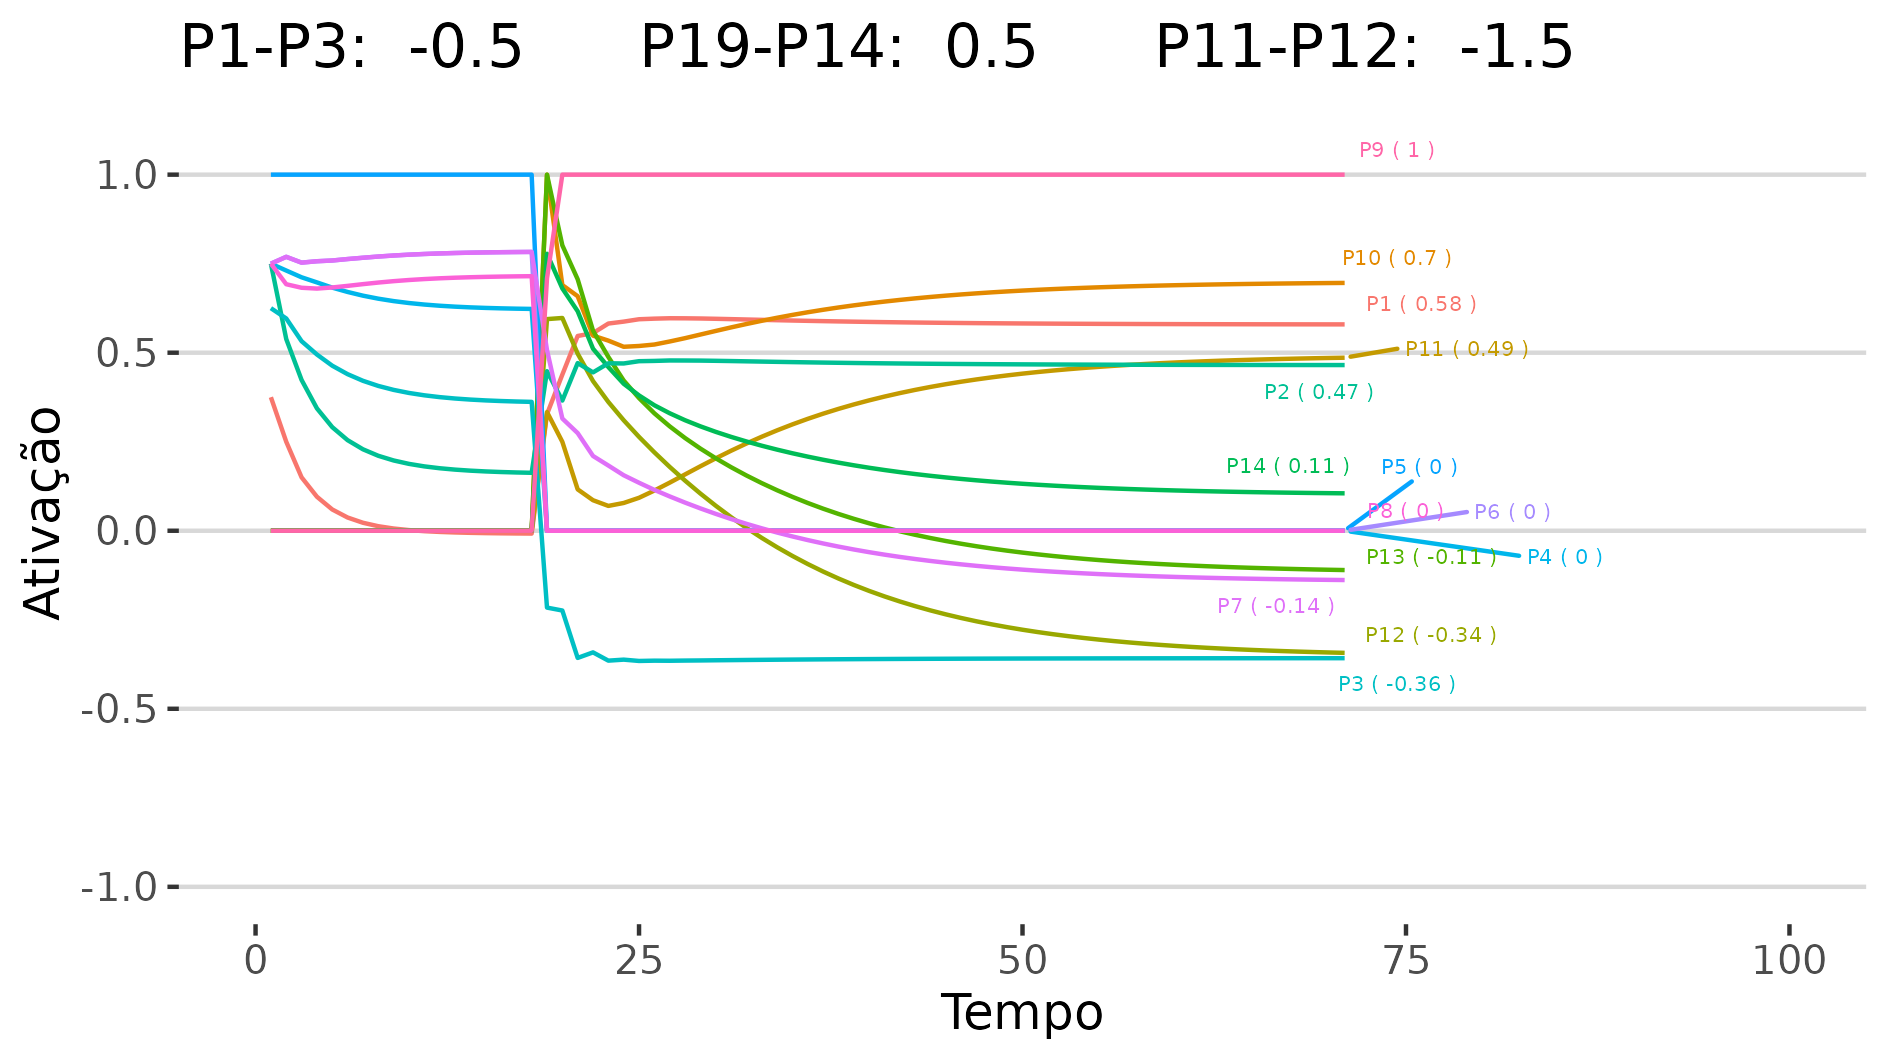 P1-P3:  -0.5      P19-P14:  0.5      P11-P12:  -1.5
P9 ( 1 )
1.0
P10 ( 0.7 )
P1 ( 0.58 )
P11 ( 0.49 )
0.5
P2 ( 0.47 )
P14 ( 0.11 )
P5 ( 0 )
P8 ( 0 )
P6 ( 0 )
0.0
P13 ( -0.11 )
P4 ( 0 )
P7 ( -0.14 )
P12 ( -0.34 )
P3 ( -0.36 )
-0.5
-1.0
Ativação
0 25 50 75 100
Tempo